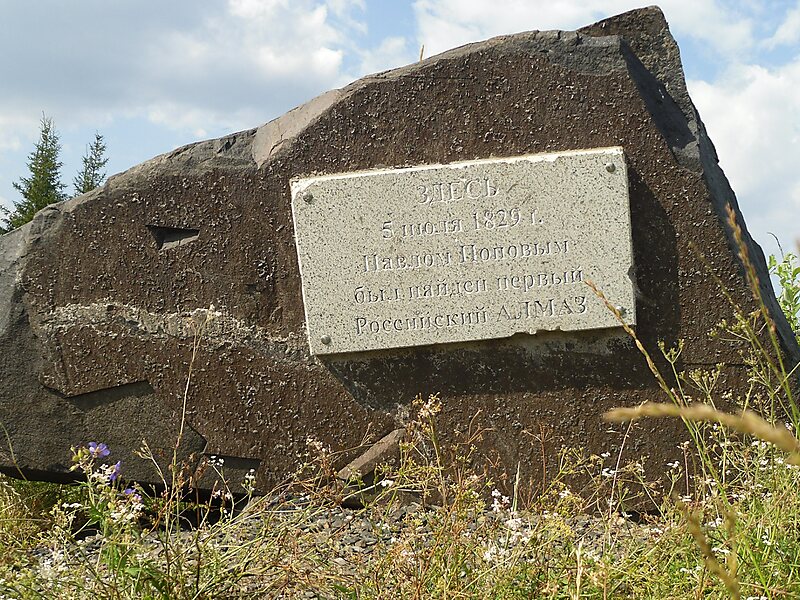 ЗДЕСЬ
5 июля 1829 г.
Павлом Поповым
был найден первый
Российский АЛМАЗ